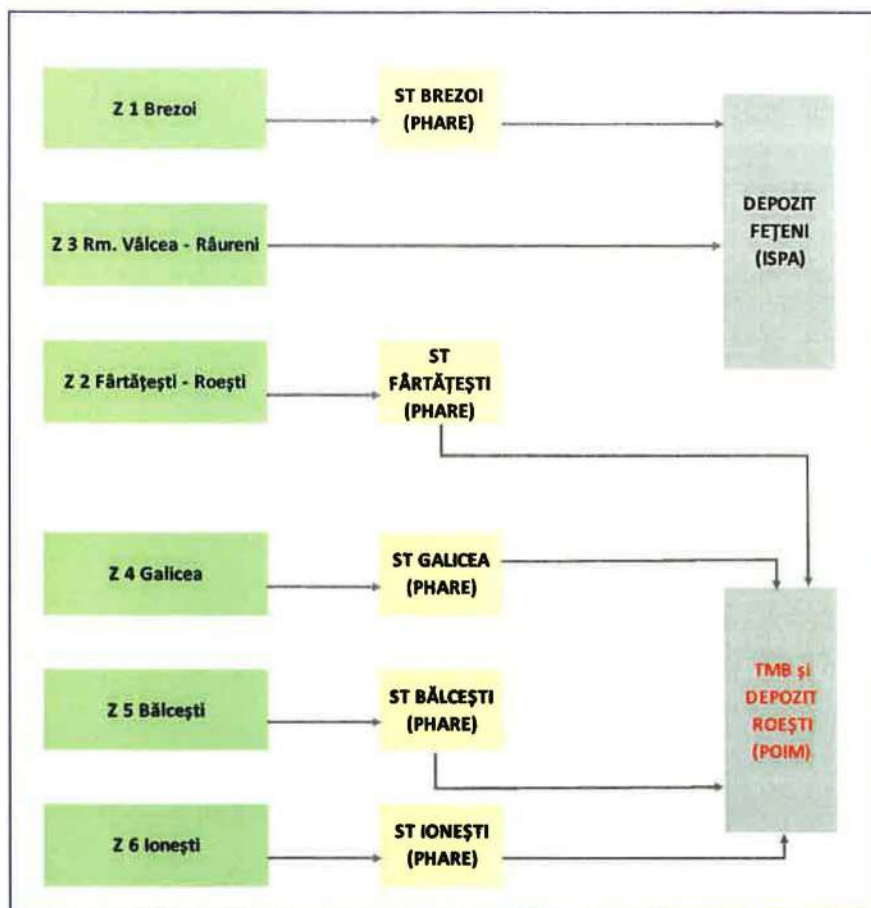 Z 1 Brezoi
ST BREZOI
(PHARE)
Z 3 Rm. Vâlcea - Râureni
DEPOZIT
FEȚENI
(ISPA)
Z 2 Fârtățești - Roești
ST
FÂRTĂȚEȘTI
(PHARE)
Z 4 Galicea
ST GALICEA
(PHARE)
Z 5 Bălcești
ST BĂLCEȘTI
(PHARE)
TMB și
DEPOZIT
ROEȘTI
(POIM)
Z 6 Ionești
ST IONEȘTI
(PHARE)